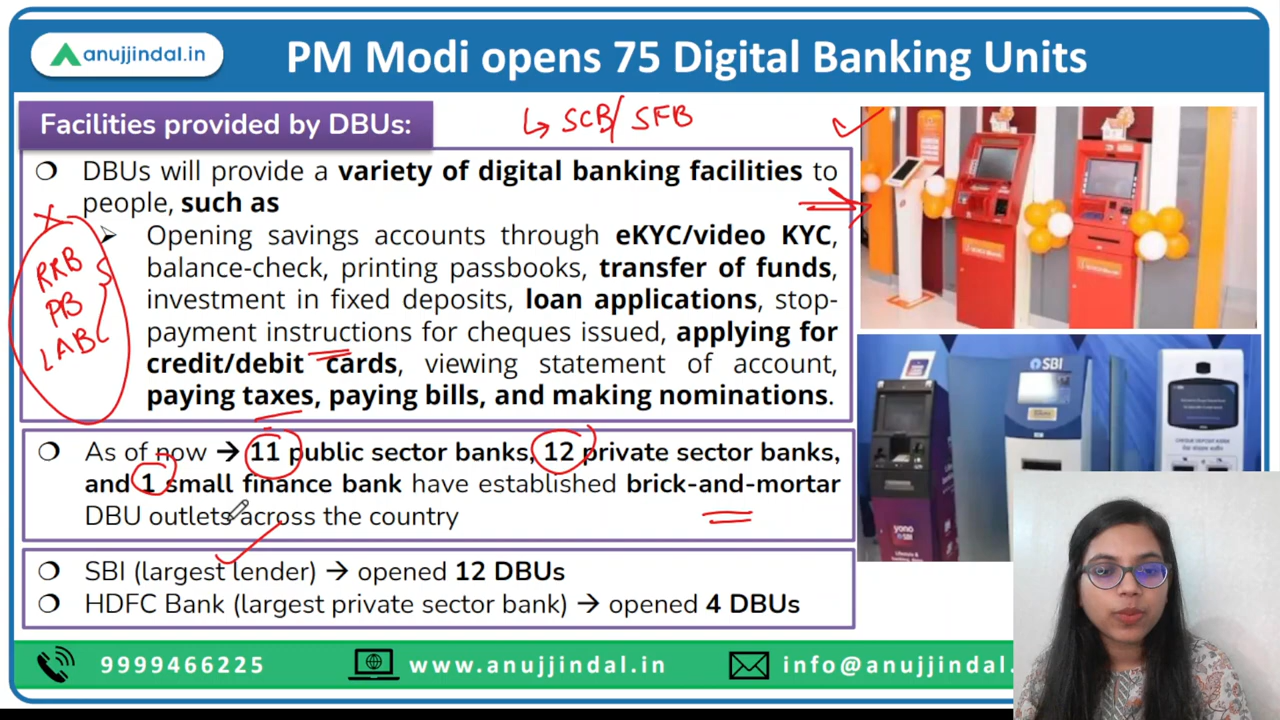 anujjindal.in
PM Modi opens 75 Digital Banking Units
Facilities provided by DBUs:
↳ SCB/ SFB
DBUs will provide a variety of digital banking facilities to
people, such as
Opening savings accounts through eKYC/video KYC,
balance-check, printing passbooks, transfer of funds,
investment in fixed deposits, loan applications, stop-
payment instructions for cheques issued, applying for
credit/debit cards, viewing statement of account,
paying taxes, paying bills, and making nominations.
RRB
PB
LAB
As of now → 11 public sector banks, 12 private sector banks,
and 1 small finance bank have established brick-and-mortar
DBU outlets across the country
SBI (largest lender) → opened 12 DBUs
HDFC Bank (largest private sector bank) → opened 4 DBUs
SBI
yono
SBI
9999466225
www.anujjindal.in
info@anujjindal.